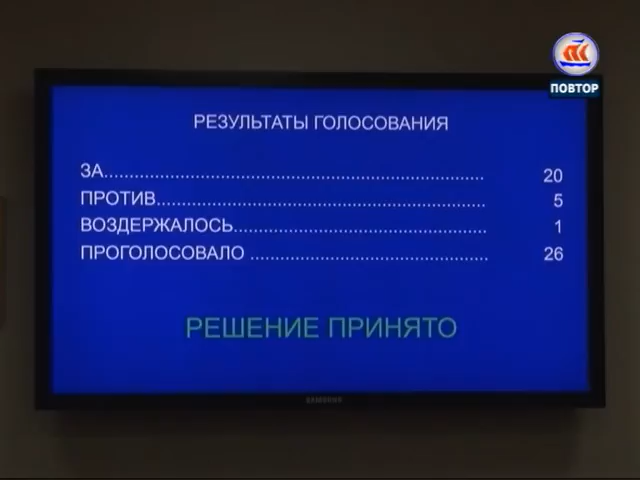 ПОВТОР
РЕЗУЛЬТАТЫ ГОЛОСОВАНИЯ
ЗА........................................................................... 20
ПРОТИВ................................................................. 5
ВОЗДЕРЖАЛОСЬ.................................................. 1
ПРОГОЛОСОВАЛО ............................................... 26
РЕШЕНИЕ ПРИНЯТО
SAMSUNG